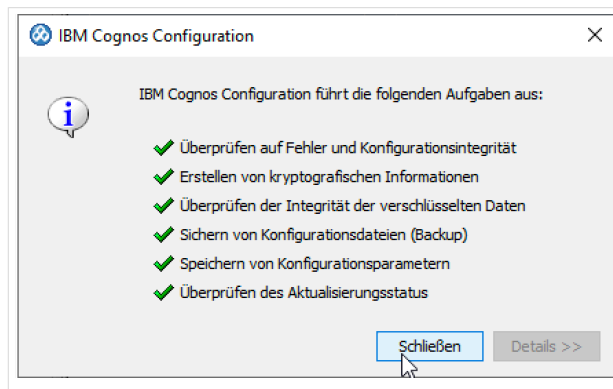 IBM Cognos Configuration
IBM Cognos Configuration führt die folgenden Aufgaben aus:
Überprüfen auf Fehler und Konfigurationsintegrität
Erstellen von kryptografischen Informationen
Überprüfen der Integrität der verschlüsselten Daten
Sichern von Konfigurationsdateien (Backup)
Speichern von Konfigurationsparametern
Überprüfen des Aktualisierungsstatus
Schließen Details >>